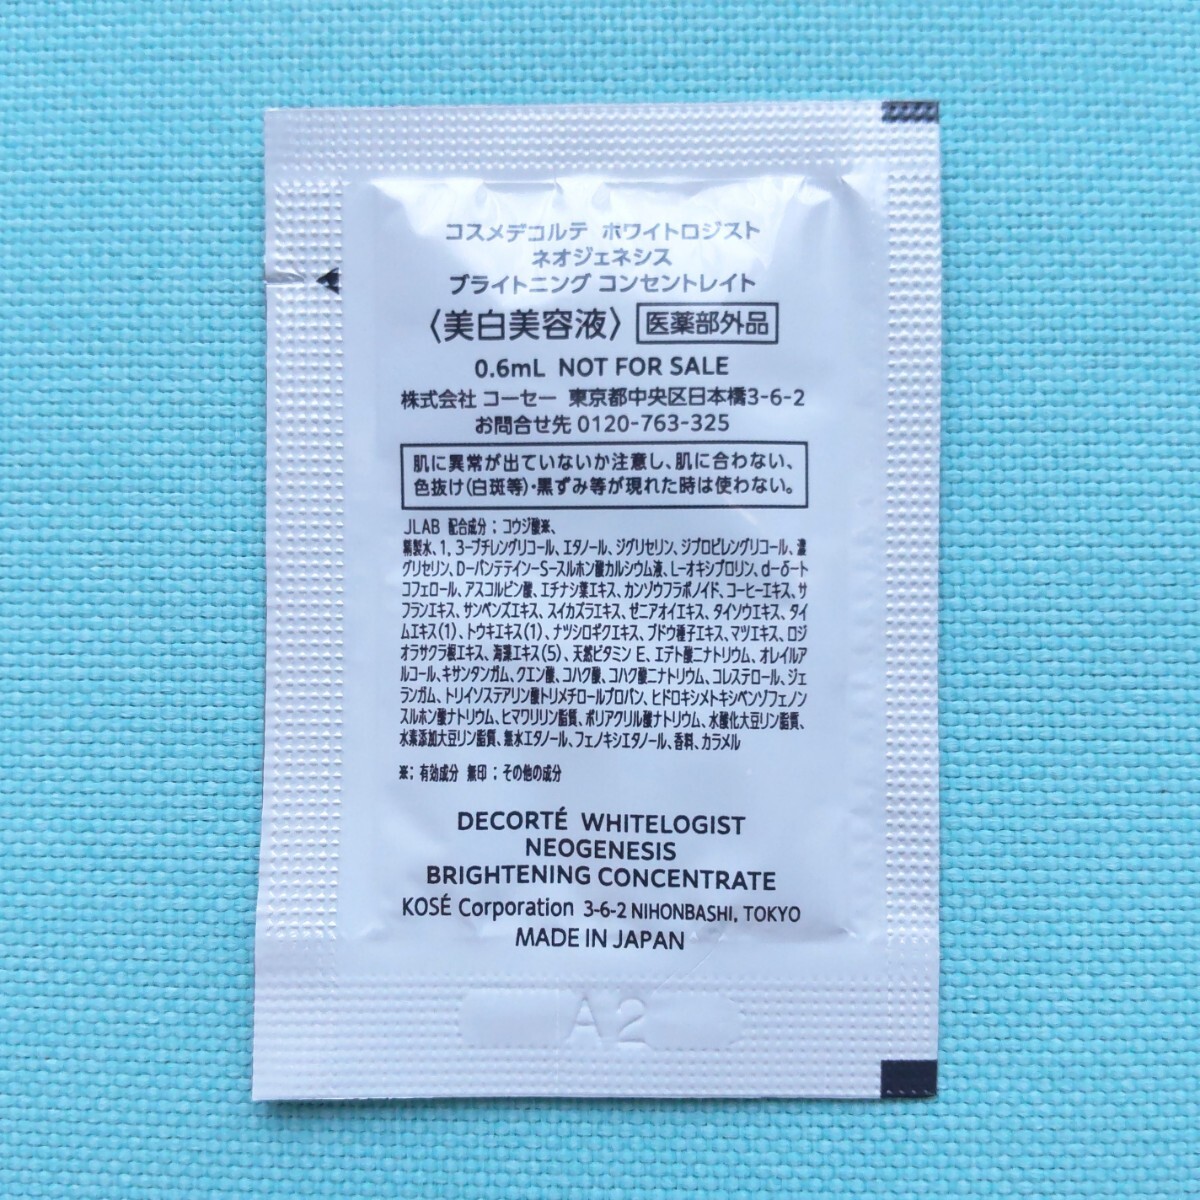 コスメデコルテ ホワイトロジスト
ネオジェネシス
ブライトニング コンセントレイト
〈美白美容液〉 医薬部外品
0.6mL NOT FOR SALE
株式会社 コーセー 東京都中央区日本橋3-6-2
お問合せ先 0120-763-325
肌に異常が出ていないか注意し、肌に合わない、
色抜け(白斑等)・黒ずみ等が現れた時は使わない。
JLAB 配合成分 ; コウジ酸※、
精製水、1, 3ーブチレングリコール、エタノール、ジグリセリン、ジプロピレングリコール、濃
グリセリン、Dーパンテテインー Sースルホン酸カルシウム液、Lーオキシプロリン、dーδート
コフェロール、アスコルビン酸、エチナシ葉エキス、カンゾウフラボノイド、コーヒーエキス、サ
フランエキス、サンペンズエキス、スイカズラエキス、ゼニアオイエキス、タイソウエキス、タイ
ムエキス(1)、トウキエキス(1)、ナツシロギクエキス、ブドウ種子エキス、マツエキス、ロジ
オラサクラ根エキス、海藻エキス(5)、天然ビタミン E、エデト酸二ナトリウム、オレイルア
ルコール、キサンタンガム、クエン酸、コハク酸、コハク酸二ナトリウム、コレステロール、ジェ
ランガム、トリイソステアリン酸トリメチロールプロパン、ヒドロキシメトキシベンゾフェノン
スルホン酸ナトリウム、ヒマワリリン脂質、ポリアクリル酸ナトリウム、水酸化大豆リン脂質、
水素添加大豆リン脂質、無水エタノール、フェノキシエタノール、香料、カラメル
※ ; 有効成分 無印 ; その他の成分
DECORTÉ WHITELOGIST
NEOGENESIS
BRIGHTENING CONCENTRATE
KOSÉ Corporation 3-6-2 NIHONBASHI, TOKYO
MADE IN JAPAN
A2